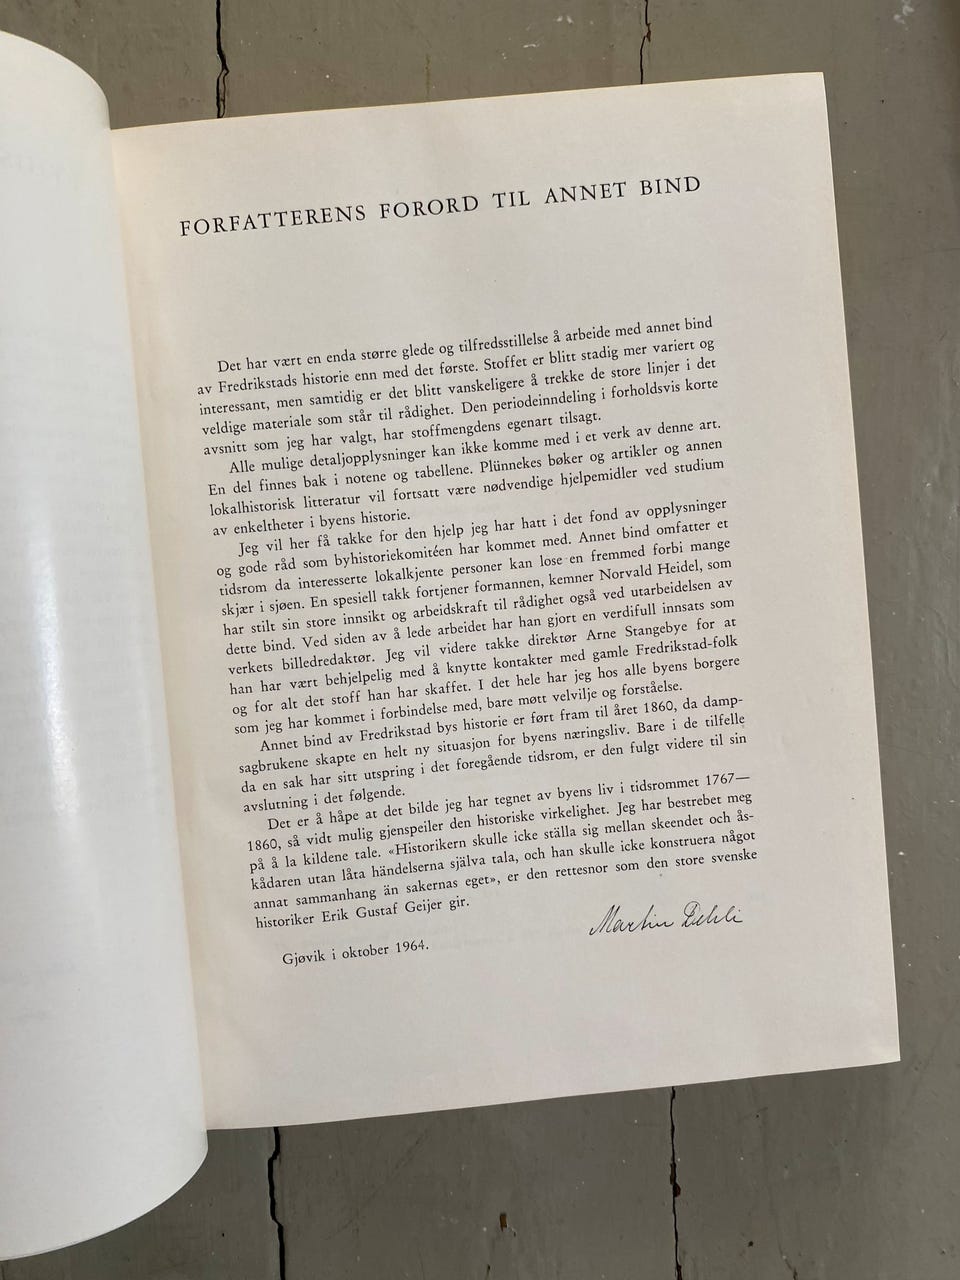 FORFATTERENS FORORD TIL ANNET BIND
Det har vært en enda større glede og tilfredsstillelse å arbeide med annet bind
av Fredrikstads historie enn med det første. Stoffet er blitt stadig mer variert og
interessant, men samtidig er det blitt vanskeligere å trekke de store linjer i det
veldige materiale som står til rådighet. Den periodeinndeling i forholdsvis korte
avsnitt som jeg har valgt, har stoffmengdens egenart tilsagt.
Alle mulige detaljopplysninger kan ikke komme med i et verk av denne art.
En del finnes bak i notene og tabellene. Plünnekes bøker og artikler og annen
lokalhistorisk litteratur vil fortsatt være nødvendige hjelpemidler ved studium
av enkeltheter i byens historie.
Jeg vil her få takke for den hjelp jeg har hatt i det fond av opplysninger
og gode råd som byhistoriekomitéen har kommet med. Annet bind omfatter et
tidsrom da interesserte lokalkjente personer kan lose en fremmed forbi mange
skjær i sjøen. En spesiell takk fortjener formannen, kemner Norvald Heidel, som
har stilt sin store innsikt og arbeidskraft til rådighet også ved utarbeidelsen av
dette bind. Ved siden av å lede arbeidet har han gjort en verdifull innsats som
verkets billedredaktør. Jeg vil videre takke direktør Arne Stangebye for at
han har vært behjelpelig med å knytte kontakter med gamle Fredrikstad-folk
og for alt det stoff han har skaffet. I det hele har jeg hos alle byens borgere
som jeg har kommet i forbindelse med, bare møtt velvilje og forståelse.
Annet bind av Fredrikstad bys historie er ført fram til året 1860, da damp-
sagbrukene skapte en helt ny situasjon for byens næringsliv. Bare i de tilfelle
da en sak har sitt utspring i det foregående tidsrom, er den fulgt videre til sin
avslutning i det følgende.
Det er å håpe at det bilde jeg har tegnet av byens liv i tidsrommet 1767—
1860, så vidt mulig gjenspeiler den historiske virkelighet. Jeg har bestrebet meg
på å la kildene tale. «Historikern skulle icke ställa sig mellan skeendet och ås-
kådaren utan låta händelserna själva tala, och han skulle icke konstruera något
annat sammanhang än sakernas eget», er den rettesnor som den store svenske
historiker Erik Gustaf Geijer gir.
Gjøvik i oktober 1964.
Martin Dehli